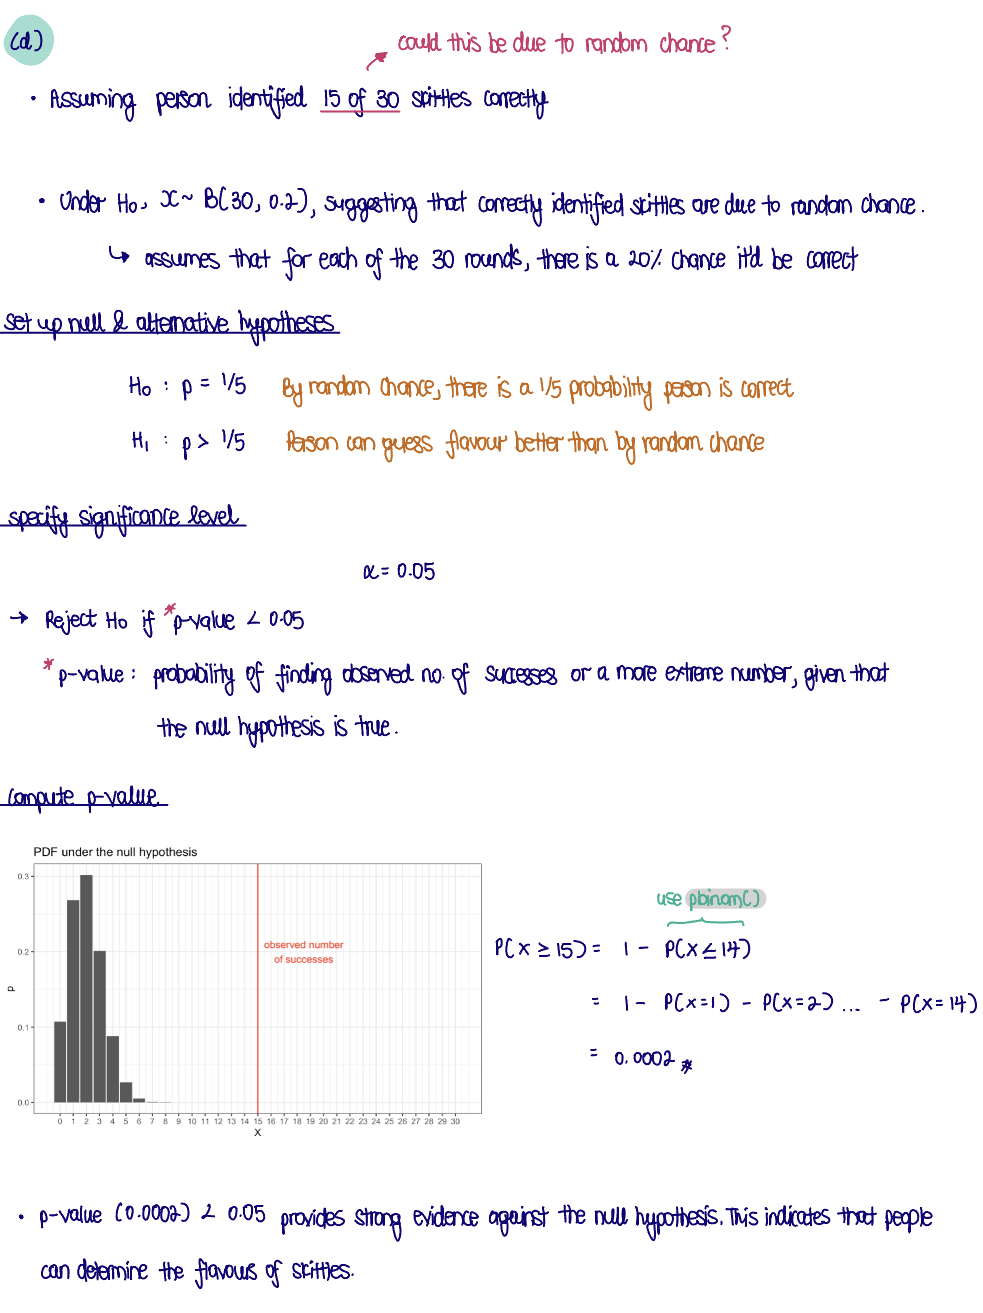 (d)
could this be due to random chance?
• Assuming person identified 15 of 30 skittles correctly
• Under H₀, X ~ B(30, 0.2), suggesting that correctly identified skittles are due to random chance.
↳ assumes that for each of the 30 rounds, there is a 20% chance it'd be correct
set up null & alternative hypotheses
H₀ : p = 1/5 By random chance, there is a 1/5 probability person is correct
H₁ : p > 1/5 Person can guess flavour better than by random chance
specify significance level
α = 0.05
→ Reject H₀ if *p-value < 0.05
*p-value : probability of finding observed no. of successes or a more extreme number, given that
the null hypothesis is true.
compute p-value
PDF under the null hypothesis
0.3
0.2
0.1
0.0
p
observed number
of successes
0 1 2 3 4 5 6 7 8 9 10 11 12 13 14 15 16 17 18 19 20 21 22 23 24 25 26 27 28 29 30
X
use pbinom()
P(X ≥ 15) = 1 - P(X ≤ 14)
= 1 - P(X=1) - P(X=2) ... - P(X=14)
= 0.0002 *
• p-value (0.0002) < 0.05 provides strong evidence against the null hypothesis. This indicates that people
can determine the flavours of skittles.